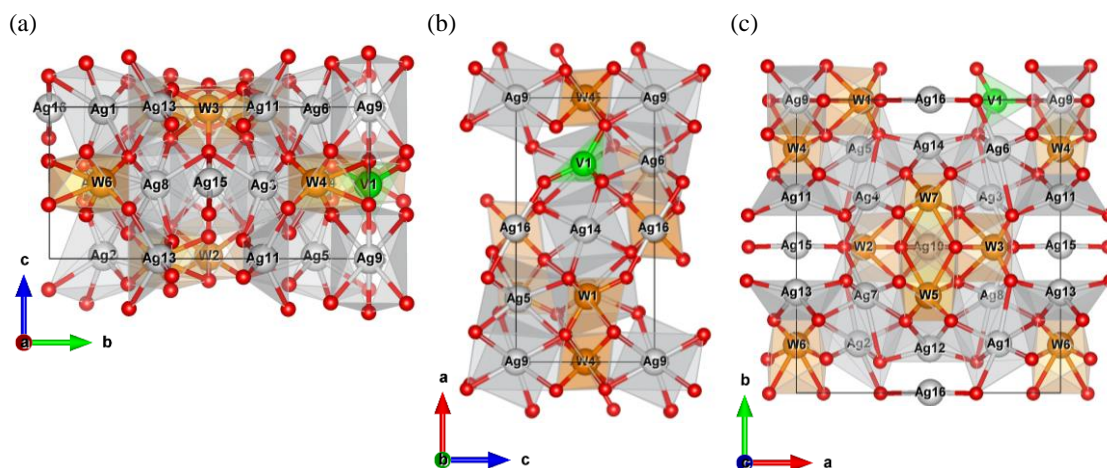 (a)
(b)
(c)
Ag16 Ag1 Ag13 W3 Ag11 Ag6 Ag9
W6 Ag8 Ag15 W4 V1
Ag2 Ag13 W2 Ag11 Ag5 Ag9
c
a b
Ag9 W4 Ag9
V1 Ag6
Ag16 Ag14 Ag16
Ag5 W1
Ag9 W4 Ag9
a
b c
Ag9 W1 Ag16 V1 Ag9
W4 Ag5 Ag14 Ag6 W4
Ag11 Ag4 W7 Ag3 Ag11
Ag15 W2 Ag10 W3 Ag15
Ag13 Ag7 W5 Ag8 Ag13
W6 Ag2 Ag12 Ag1 W6
Ag16
b
c a